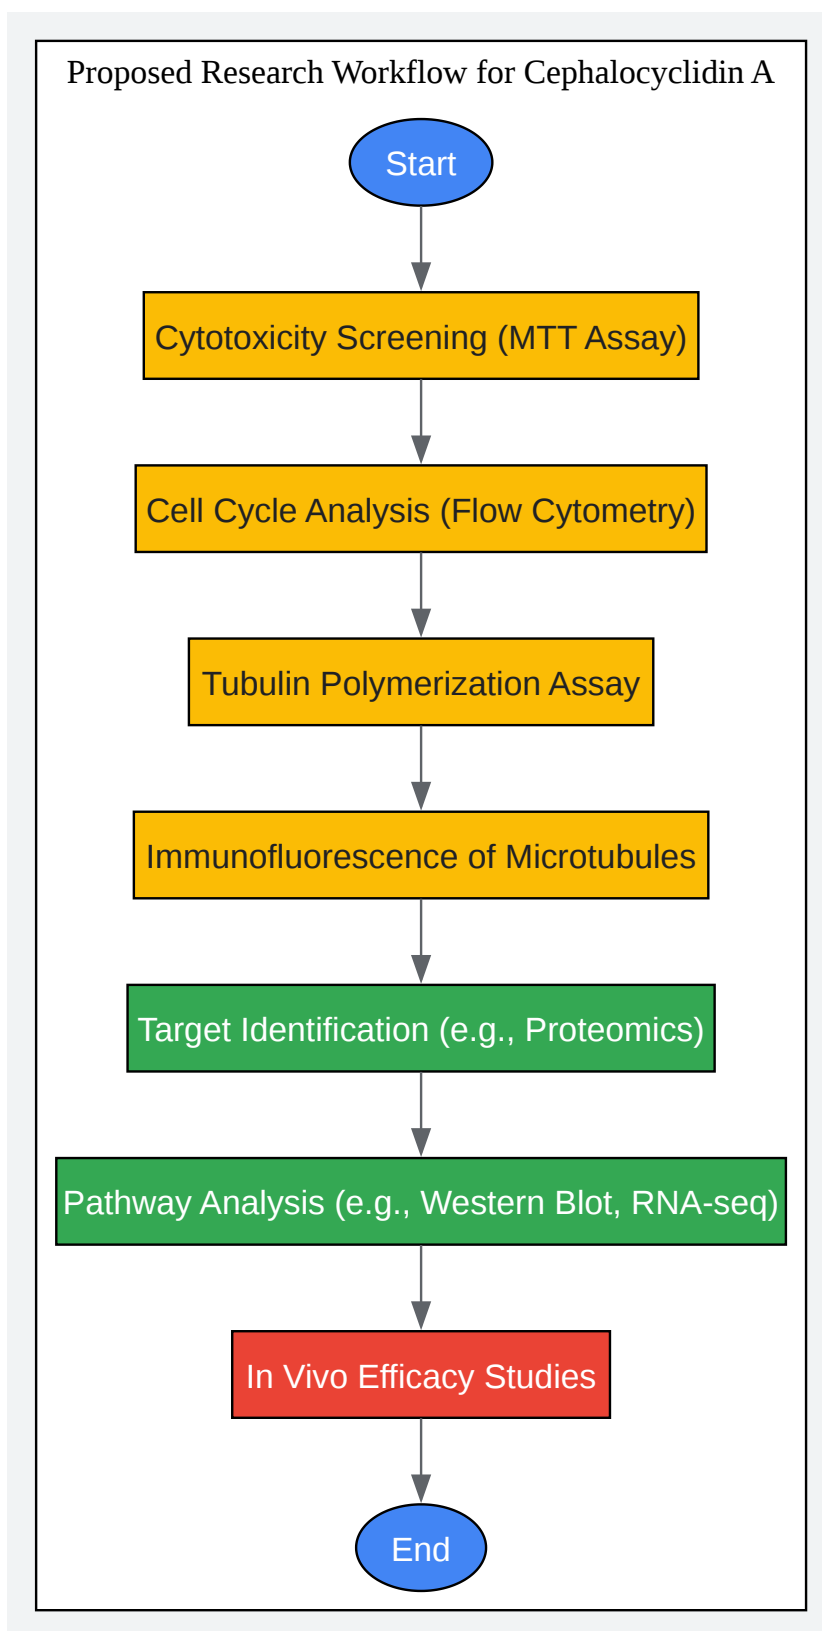 Proposed Research Workflow for Cephalocyclidin A
Start
Cytotoxicity Screening (MTT Assay)
Cell Cycle Analysis (Flow Cytometry)
Tubulin Polymerization Assay
Immunofluorescence of Microtubules
Target Identification (e.g., Proteomics)
Pathway Analysis (e.g., Western Blot, RNA-seq)
In Vivo Efficacy Studies
End